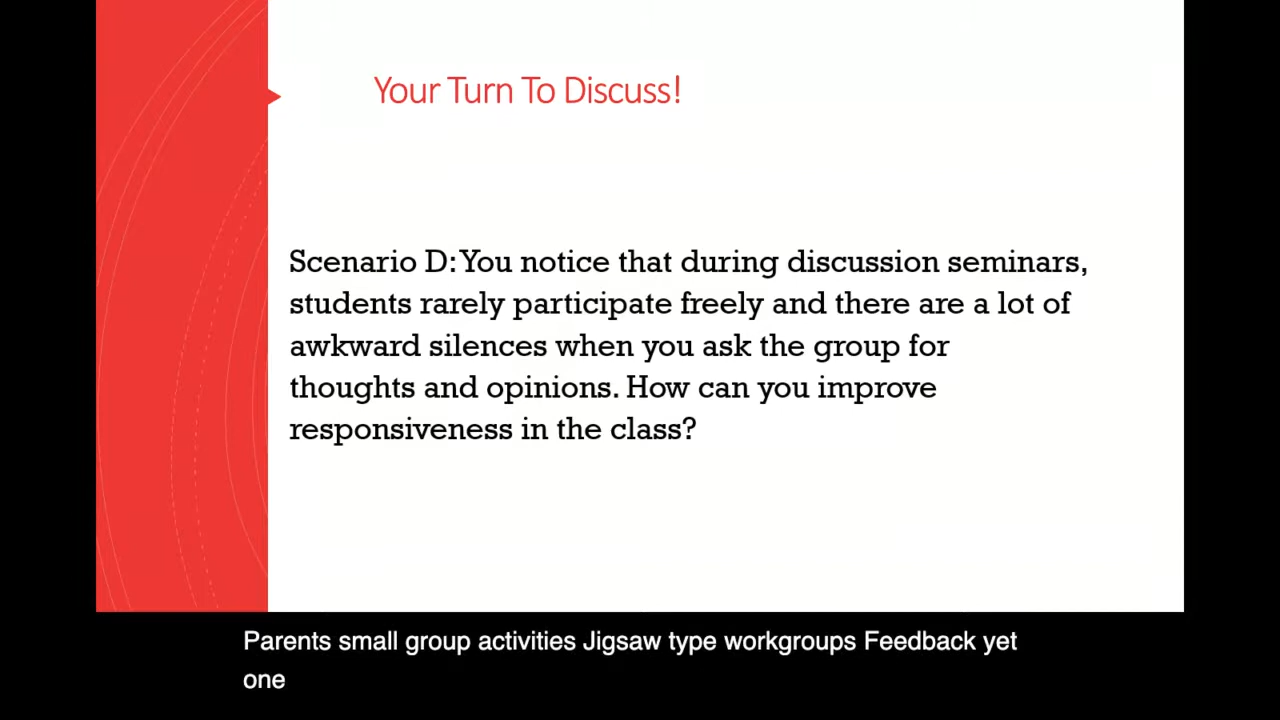 Your Turn To Discuss!
Scenario D: You notice that during discussion seminars,
students rarely participate freely and there are a lot of
awkward silences when you ask the group for
thoughts and opinions. How can you improve
responsiveness in the class?
Parents small group activities Jigsaw type workgroups Feedback yet
one